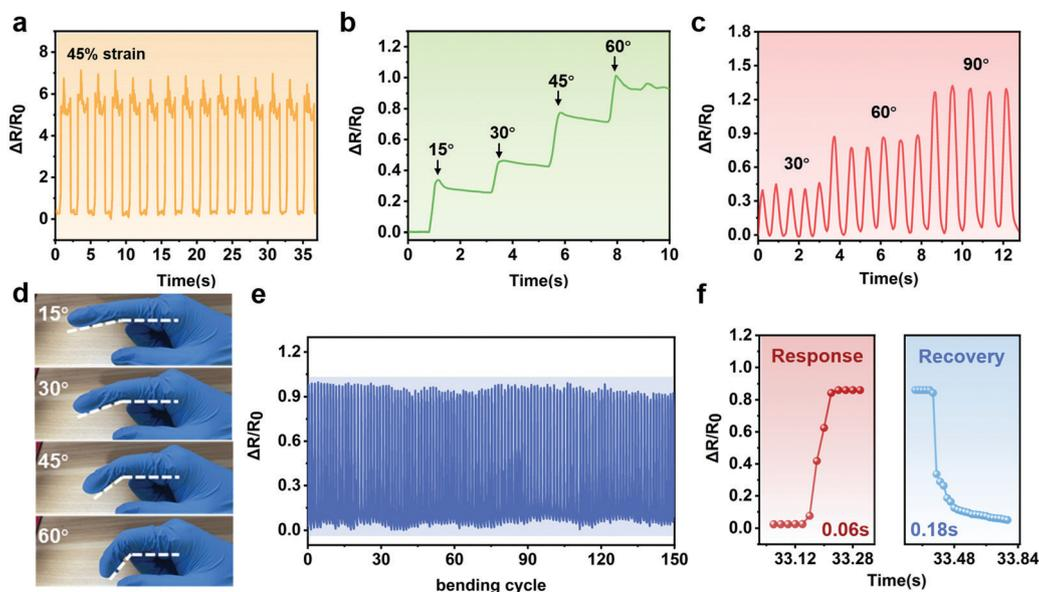 a
45% strain
ΔR/R0
8
6
4
2
0
0 5 10 15 20 25 30 35
Time(s)
b
ΔR/R0
1.2
1.0
0.8
0.6
0.4
0.2
0.0
15°
30°
45°
60°
0 2 4 6 8 10
Time(s)
c
ΔR/R0
1.8
1.5
1.2
0.9
0.6
0.3
0.0
30°
60°
90°
0 2 4 6 8 10 12
Time(s)
d
15°
30°
45°
60°
e
ΔR/R0
1.2
0.9
0.6
0.3
0.0
0 30 60 90 120 150
bending cycle
f
ΔR/R0
1.2
1.0
0.8
0.6
0.4
0.2
0.0
Response
0.06s
33.12 33.28
Recovery
0.18s
33.48 33.84
Time(s)